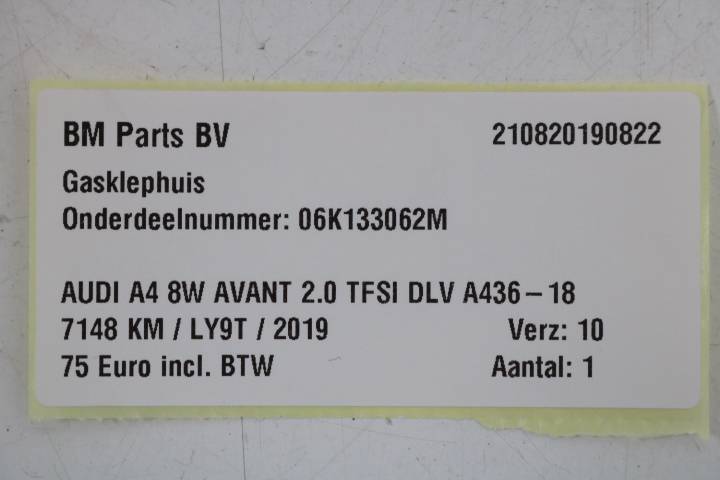 BM Parts BV 210820190822
Gasklephuis
Onderdeelnummer: 06K133062M
AUDI A4 8W AVANT 2.0 TFSI DLV A436-18
7148 KM / LY9T / 2019 Verz: 10
75 Euro incl. BTW Aantal: 1